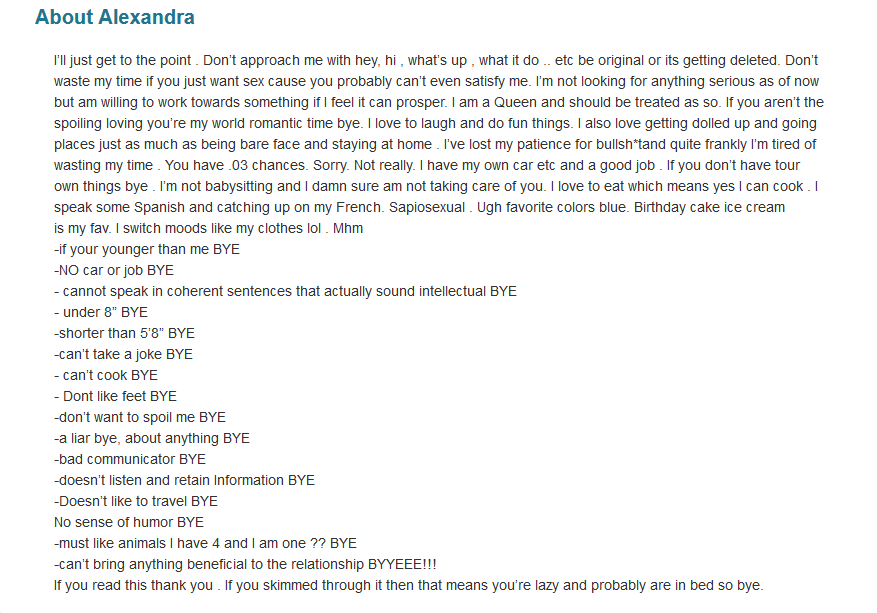 About Alexandra
I'll just get to the point . Don't approach me with hey, hi , what's up , what it do .. etc be original or its getting deleted. Don't
waste my time if you just want sex cause you probably can't even satisfy me. I'm not looking for anything serious as of now
but am willing to work towards something if I feel it can prosper. I am a Queen and should be treated as so. If you aren't the
spoiling loving you're my world romantic time bye. I love to laugh and do fun things. I also love getting dolled up and going
places just as much as being bare face and staying at home . I've lost my patience for bullsh*tand quite frankly I'm tired of
wasting my time . You have .03 chances. Sorry. Not really. I have my own car etc and a good job . If you don't have tour
own things bye . I'm not babysitting and I damn sure am not taking care of you. I love to eat which means yes I can cook . I
speak some Spanish and catching up on my French. Sapiosexual . Ugh favorite colors blue. Birthday cake ice cream
is my fav. I switch moods like my clothes lol . Mhm
-if your younger than me BYE
-NO car or job BYE
- cannot speak in coherent sentences that actually sound intellectual BYE
- under 8” BYE
-shorter than 5’8” BYE
-can't take a joke BYE
- can't cook BYE
- Dont like feet BYE
-don't want to spoil me BYE
-a liar bye, about anything BYE
-bad communicator BYE
-doesn't listen and retain Information BYE
-Doesn't like to travel BYE
No sense of humor BYE
-must like animals I have 4 and I am one ?? BYE
-can't bring anything beneficial to the relationship BYYEEE!!!
If you read this thank you . If you skimmed through it then that means you're lazy and probably are in bed so bye.